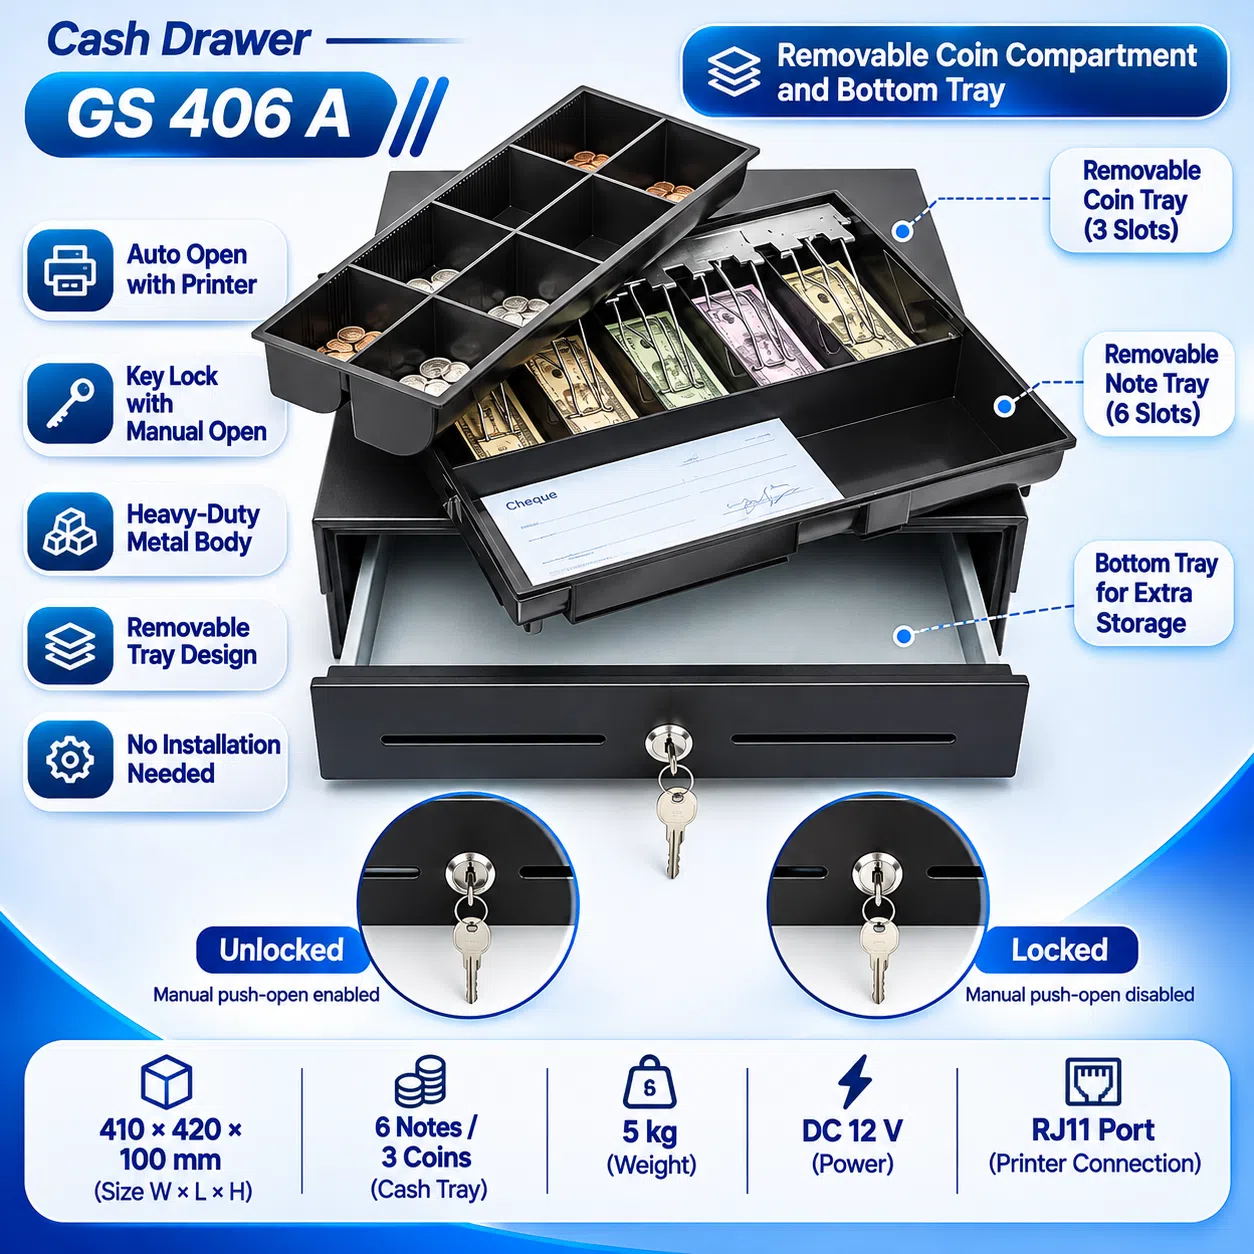 Cash Drawer
GS 406 A
Removable Coin Compartment
and Bottom Tray
Auto Open
with Printer
Key Lock
with
Manual Open
Heavy-Duty
Metal Body
Removable
Tray Design
No Installation
Needed
Removable
Coin Tray
(3 Slots)
Removable
Note Tray
(6 Slots)
Bottom Tray
for Extra
Storage
Cheque
Unlocked
Manual push-open enabled
Locked
Manual push-open disabled
410 × 420 ×
100 mm
(Size W × L × H)
6 Notes /
3 Coins
(Cash Tray)
6
5 kg
(Weight)
DC 12 V
(Power)
RJ11 Port
(Printer Connection)